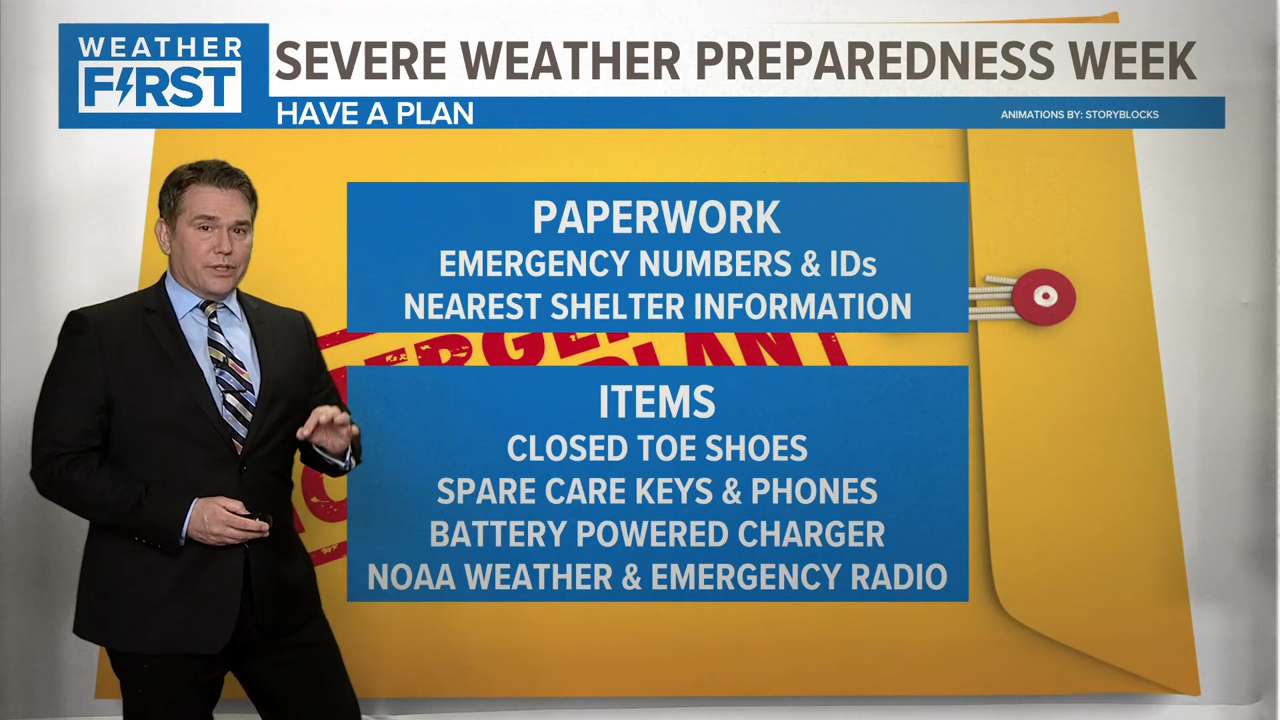 WEATHER
FIRST
SEVERE WEATHER PREPAREDNESS WEEK
HAVE A PLAN
ANIMATIONS BY: STORYBLOCKS
PAPERWORK
EMERGENCY NUMBERS & IDs
NEAREST SHELTER INFORMATION
ITEMS
CLOSED TOE SHOES
SPARE CARE KEYS & PHONES
BATTERY POWERED CHARGER
NOAA WEATHER & EMERGENCY RADIO